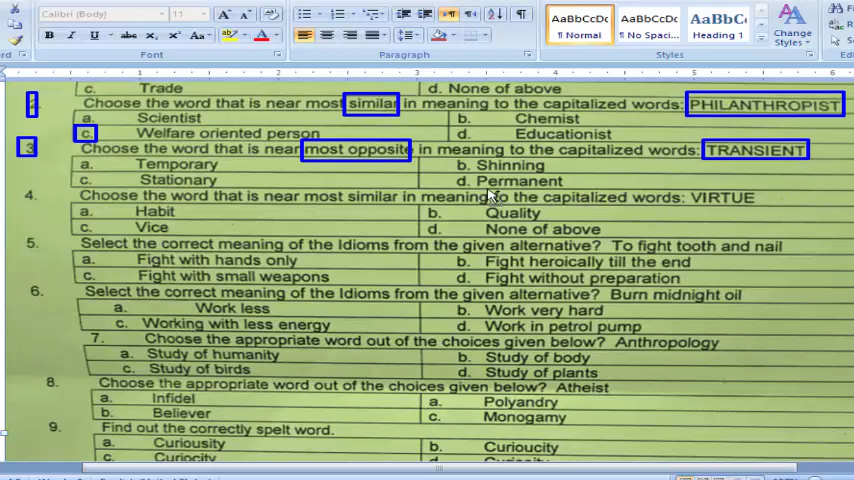 Calibri (Body)
11
AaBbCcDc
AaBbCcDc
AaBbCc
¶ Normal
¶ No Spaci...
Heading 1
Change
Styles
Font
Paragraph
Styles
c. Trade d. None of above
2. Choose the word that is near most similar in meaning to the capitalized words: PHILANTHROPIST
a. Scientist b. Chemist
c. Welfare oriented person d. Educationist
3 Choose the word that is near most opposite in meaning to the capitalized words: TRANSIENT
a. Temporary b. Shinning
c. Stationary d. Permanent
4. Choose the word that is near most similar in meaning to the capitalized words: VIRTUE
a. Habit b. Quality
c. Vice d. None of above
5. Select the correct meaning of the Idioms from the given alternative? To fight tooth and nail
a. Fight with hands only b. Fight heroically till the end
c. Fight with small weapons d. Fight without preparation
6. Select the correct meaning of the Idioms from the given alternative? Burn midnight oil
a. Work less b. Work very hard
c. Working with less energy d. Work in petrol pump
7. Choose the appropriate word out of the choices given below? Anthropology
a. Study of humanity b. Study of body
c. Study of birds d. Study of plants
8. Choose the appropriate word out of the choices given below? Atheist
a. Infidel a. Polyandry
b. Believer c. Monogamy
9. Find out the correctly spelt word.
a. Curiousity b. Curioucity
c. Curiocity d. Curiosity